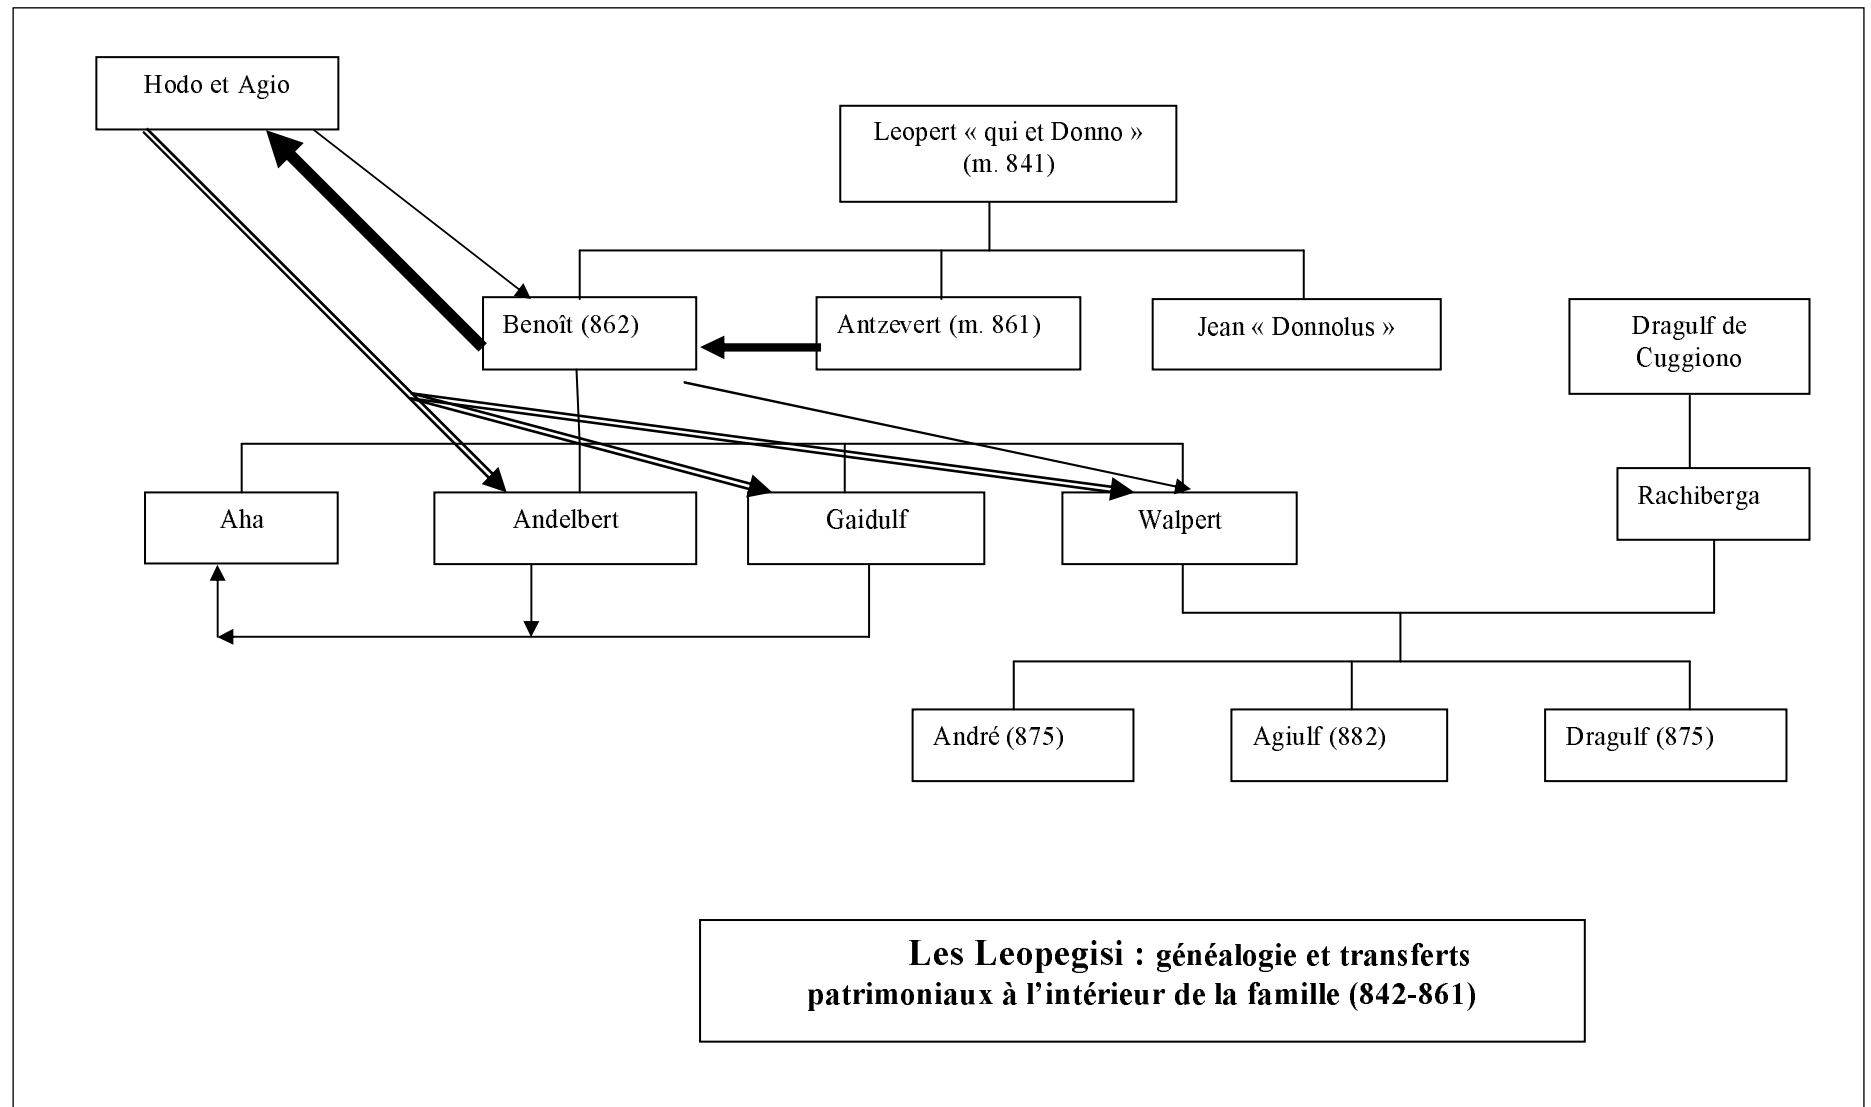 Hodo et Agio
Leopert « qui et Donno »
(m. 841)
Benoît (862)
Antzevert (m. 861)
Jean « Donnolus »
Dragulf de
Cuggiono
Rachiberga
Aha
Andelbert
Gaidulf
Walpert
André (875)
Agiulf (882)
Dragulf (875)
Les Leopegisi : généalogie et transferts
patrimoniaux à l’intérieur de la famille (842-861)